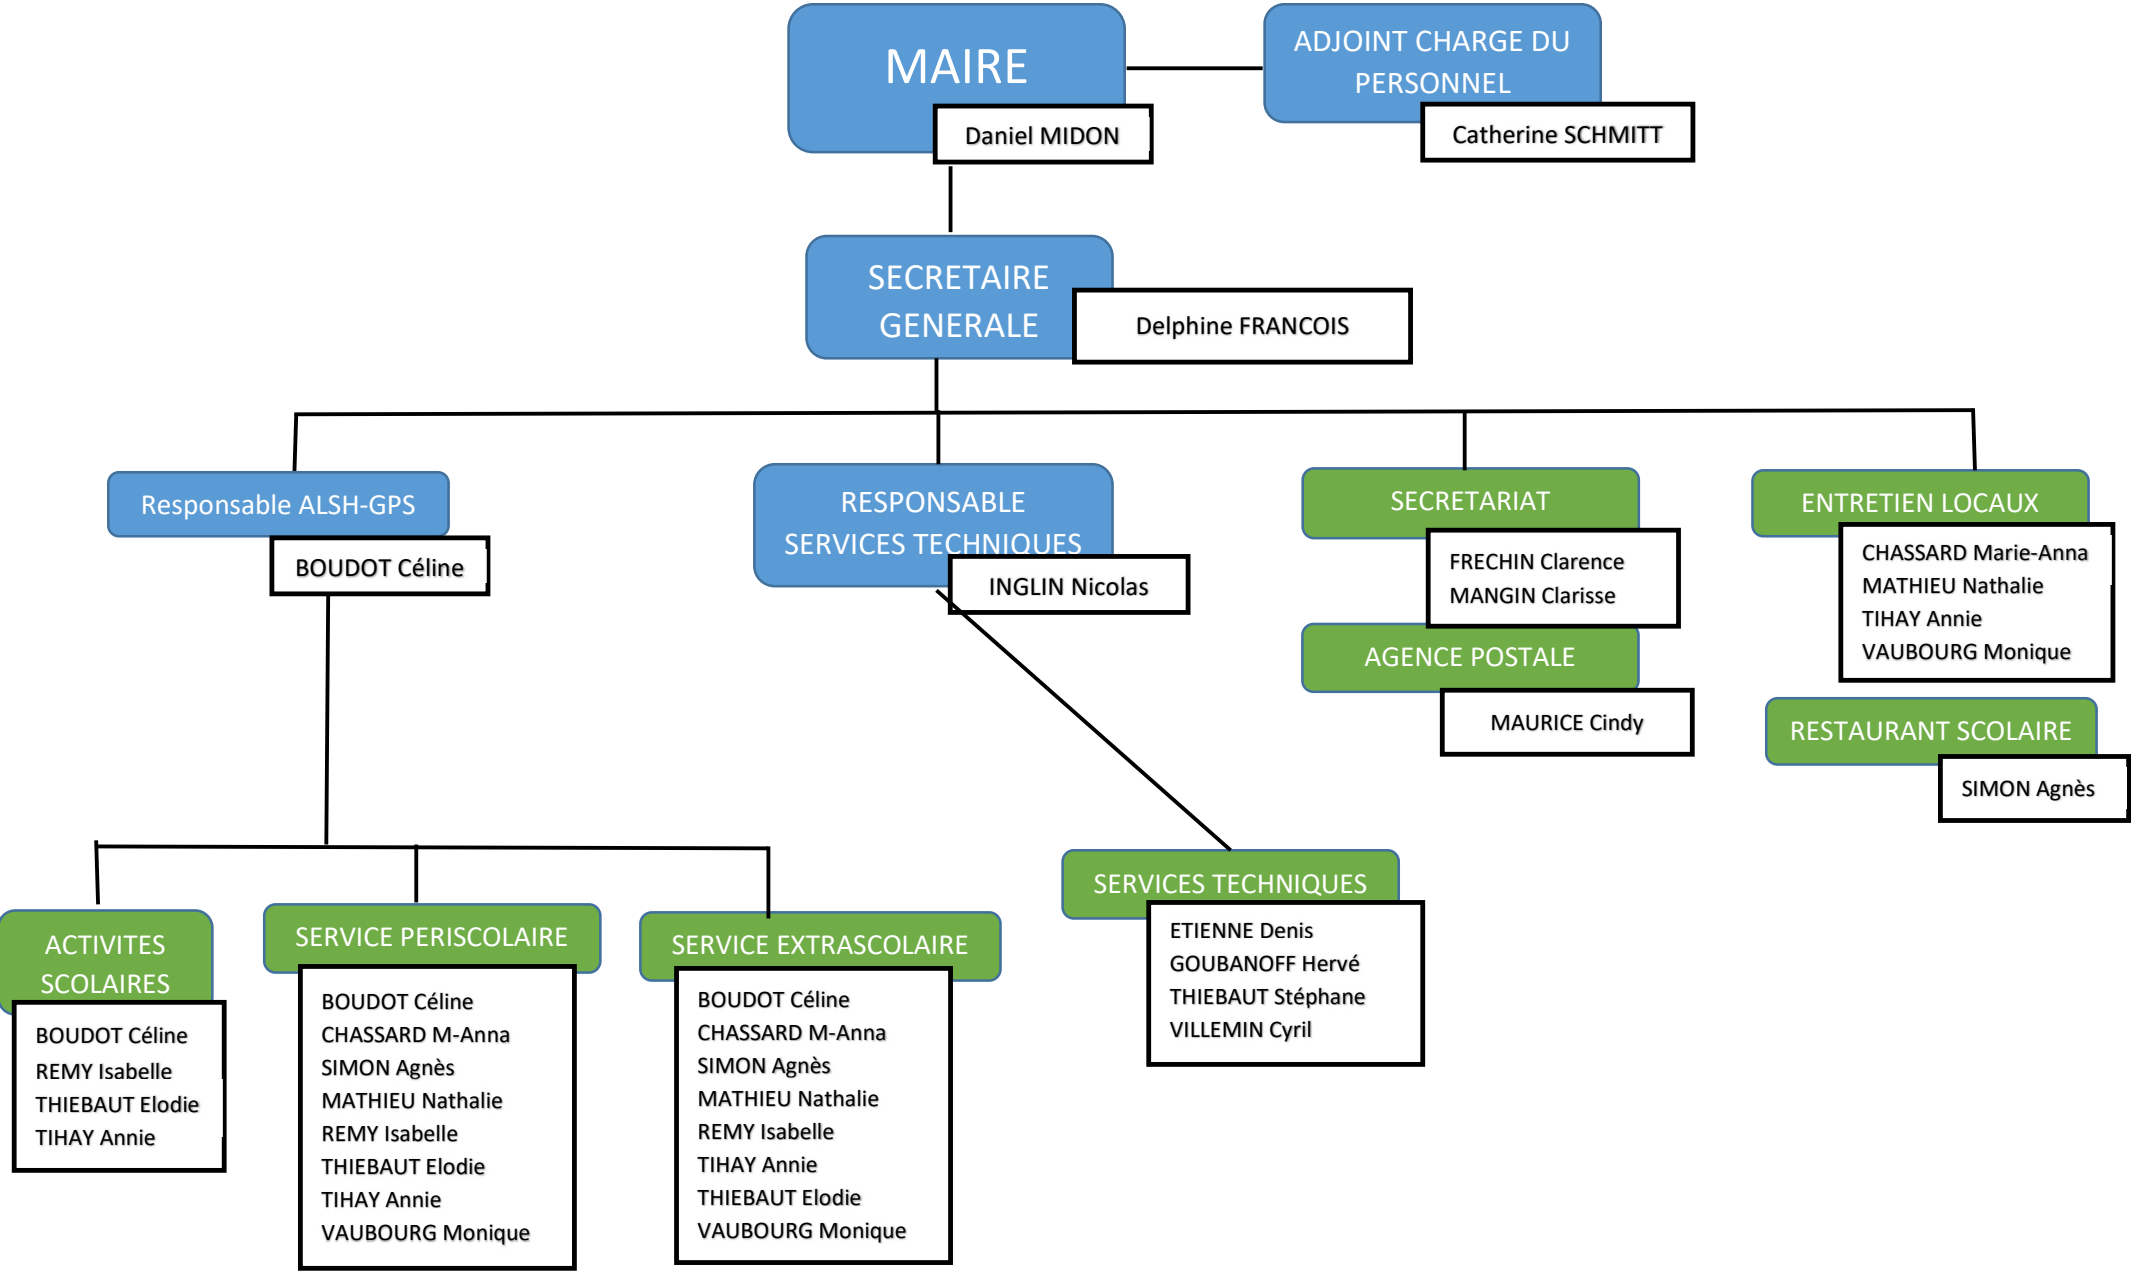 MAIRE
Daniel MIDON
ADJOINT CHARGE DU
PERSONNEL
Catherine SCHMITT
SECRETAIRE
GENERALE
Delphine FRANCOIS
Responsable ALSH-GPS
BOUDOT Céline
RESPONSABLE
SERVICES TECHNIQUES
INGLIN Nicolas
SECRETARIAT
FRECHIN Clarence
MANGIN Clarisse
AGENCE POSTALE
MAURICE Cindy
ENTRETIEN LOCAUX
CHASSARD Marie-Anna
MATHIEU Nathalie
TIHAY Annie
VAUBOURG Monique
RESTAURANT SCOLAIRE
SIMON Agnès
ACTIVITES
SCOLAIRES
BOUDOT Céline
REMY Isabelle
THIEBAUT Elodie
TIHAY Annie
SERVICE PERISCOLAIRE
BOUDOT Céline
CHASSARD M-Anna
SIMON Agnès
MATHIEU Nathalie
REMY Isabelle
THIEBAUT Elodie
TIHAY Annie
VAUBOURG Monique
SERVICE EXTRASCOLAIRE
BOUDOT Céline
CHASSARD M-Anna
SIMON Agnès
MATHIEU Nathalie
REMY Isabelle
TIHAY Annie
THIEBAUT Elodie
VAUBOURG Monique
SERVICES TECHNIQUES
ETIENNE Denis
GOUBANOFF Hervé
THIEBAUT Stéphane
VILLEMIN Cyril